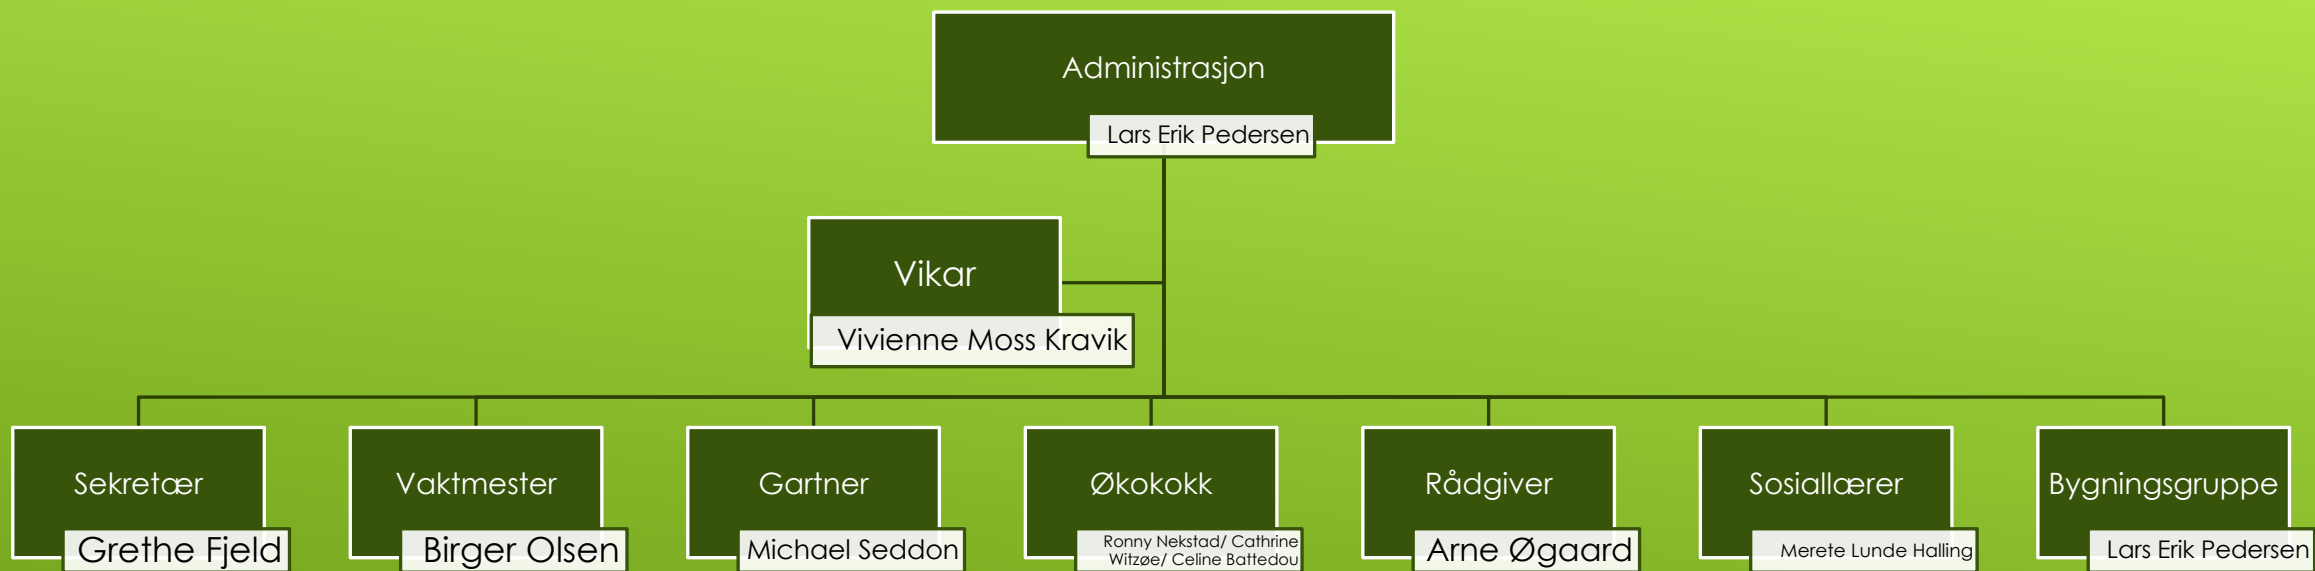 Administrasjon
Lars Erik Pedersen
Vikar
Vivienne Moss Kravik
Sekretær
Grethe Fjeld
Vaktmester
Birger Olsen
Gartner
Michael Seddon
Økokokk
Ronny Nekstad/ Cathrine
Witzøe/ Celine Battedou
Rådgiver
Arne Øgaard
Sosiallærer
Merete Lunde Halling
Bygningsgruppe
Lars Erik Pedersen